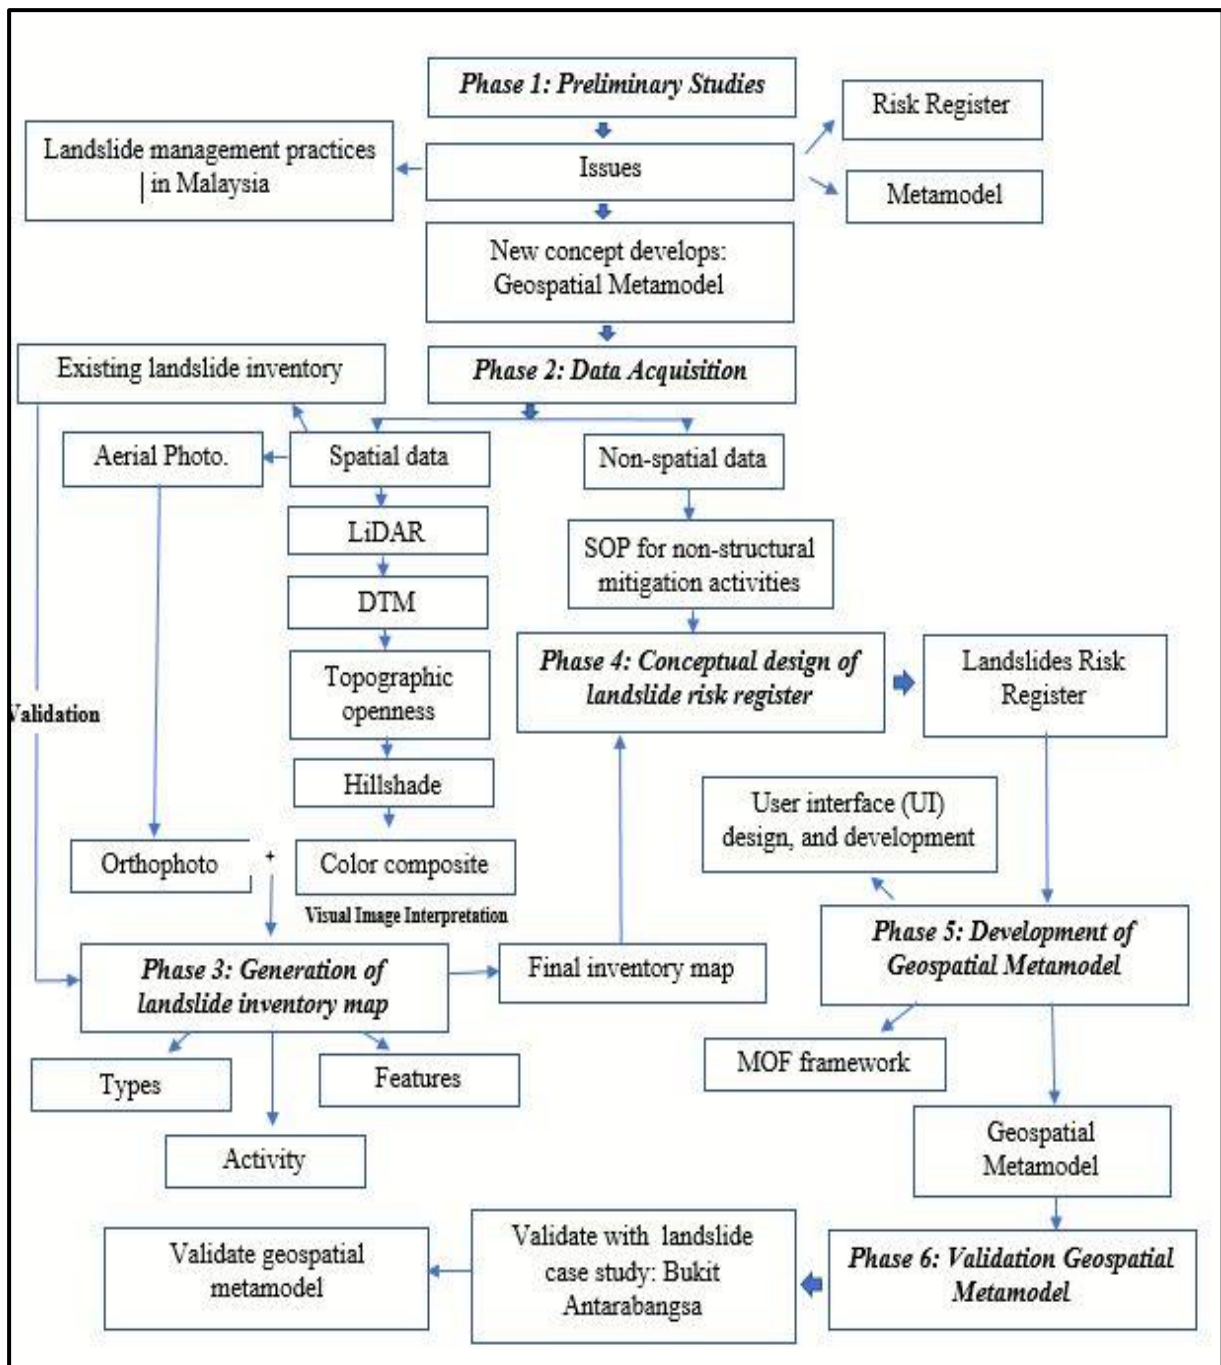 Phase 1: Preliminary Studies
Risk Register
Landslide management practices
in Malaysia
Issues
Metamodel
New concept develops:
Geospatial Metamodel
Existing landslide inventory
Phase 2: Data Acquisition
Aerial Photo.
Spatial data
Non-spatial data
LiDAR
SOP for non-structural
mitigation activities
DTM
Topographic
openness
Phase 4: Conceptual design of
landslide risk register
Landslides Risk
Register
Validation
Hillshade
User interface (UI)
design, and development
Orthophoto
+
Color composite
Visual Image Interpretation
Phase 3: Generation of
landslide inventory map
Final inventory map
Phase 5: Development of
Geospatial Metamodel
Types
Features
MOF framework
Activity
Geospatial
Metamodel
Validate geospatial
metamodel
Validate with landslide
case study: Bukit
Antarabangsa
Phase 6: Validation Geospatial
Metamodel